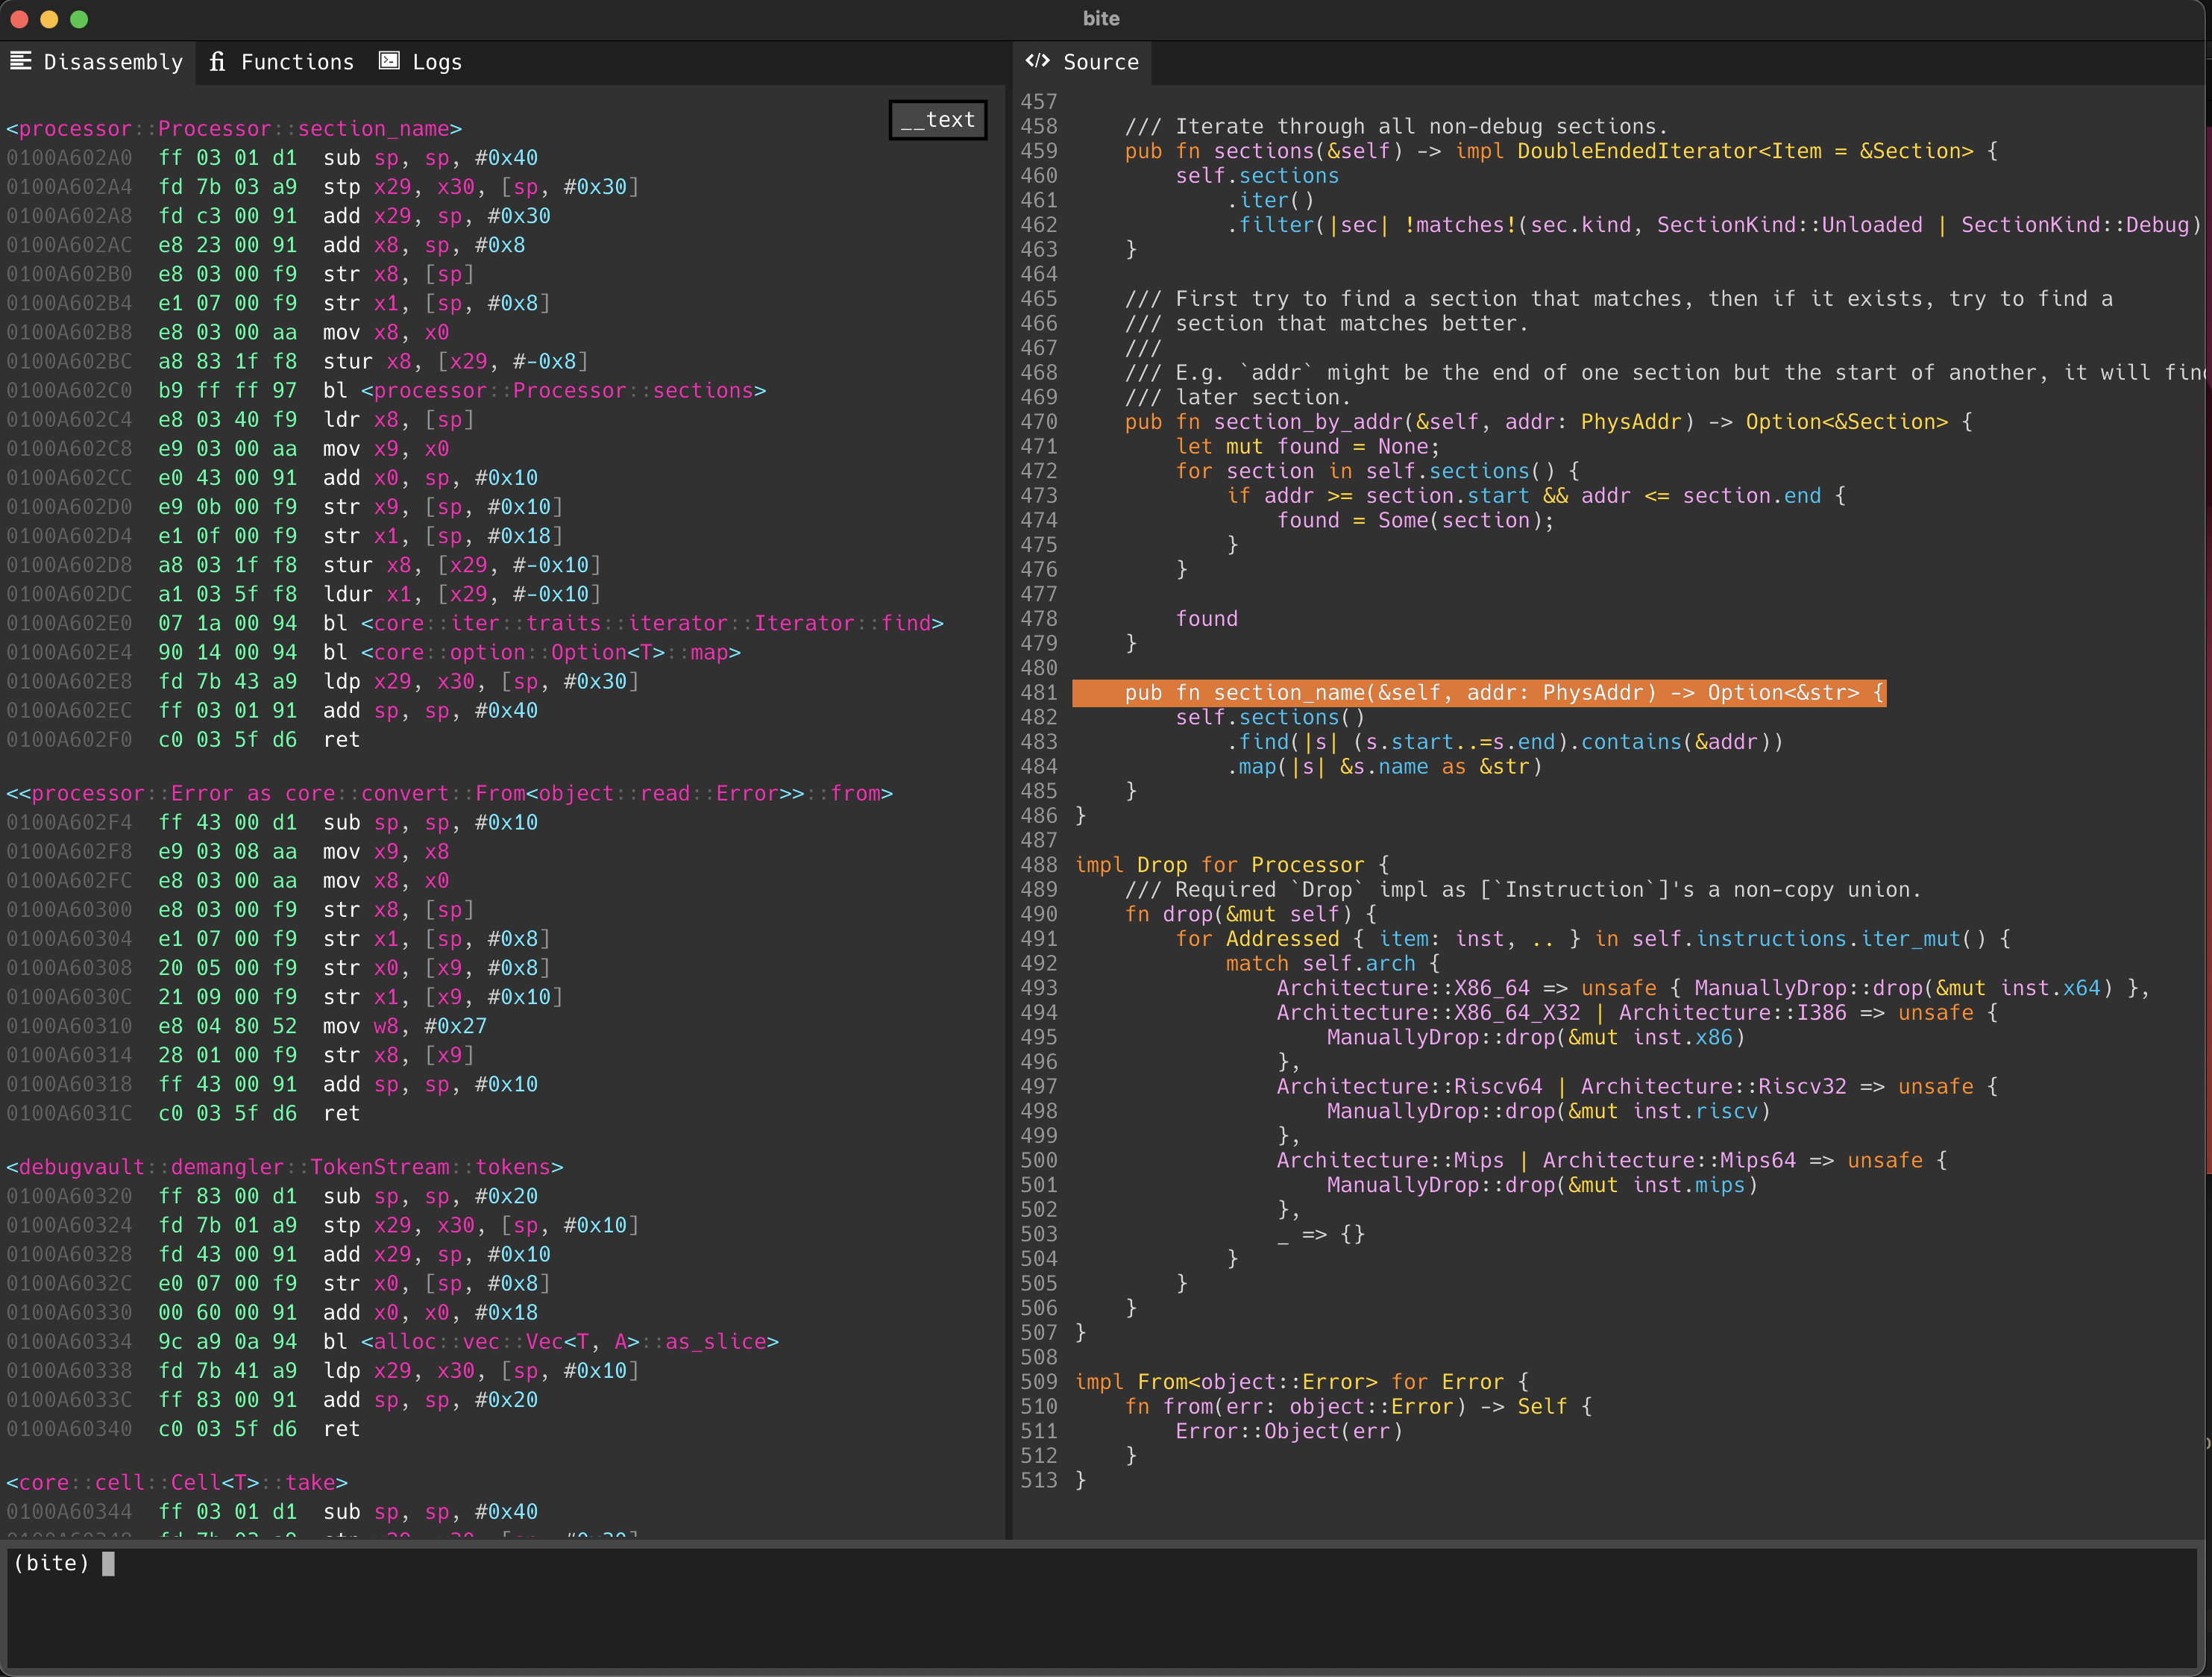 bite
Disassembly fi Functions Logs
__text
<processor::Processor::section_name>
0100A602A0 ff 03 01 d1 sub sp, sp, #0x40
0100A602A4 fd 7b 03 a9 stp x29, x30, [sp, #0x30]
0100A602A8 fd c3 00 91 add x29, sp, #0x30
0100A602AC e8 23 00 91 add x8, sp, #0x8
0100A602B0 e8 03 00 f9 str x8, [sp]
0100A602B4 e1 07 00 f9 str x1, [sp, #0x8]
0100A602B8 e8 03 00 aa mov x8, x0
0100A602BC a8 83 1f f8 stur x8, [x29, #-0x8]
0100A602C0 b9 ff ff 97 bl <processor::Processor::sections>
0100A602C4 e8 03 40 f9 ldr x8, [sp]
0100A602C8 e9 03 00 aa mov x9, x0
0100A602CC e0 43 00 91 add x0, sp, #0x10
0100A602D0 e9 0b 00 f9 str x9, [sp, #0x10]
0100A602D4 e1 0f 00 f9 str x1, [sp, #0x18]
0100A602D8 a8 03 1f f8 stur x8, [x29, #-0x10]
0100A602DC a1 03 5f f8 ldur x1, [x29, #-0x10]
0100A602E0 07 1a 00 94 bl <core::iter::traits::iterator::Iterator::find>
0100A602E4 90 14 00 94 bl <core::option::Option<T>::map>
0100A602E8 fd 7b 43 a9 ldp x29, x30, [sp, #0x30]
0100A602EC ff 03 01 91 add sp, sp, #0x40
0100A602F0 c0 03 5f d6 ret
<<processor::Error as core::convert::From<object::read::Error>>::from>
0100A602F4 ff 43 00 d1 sub sp, sp, #0x10
0100A602F8 e9 03 08 aa mov x9, x8
0100A602FC e8 03 00 aa mov x8, x0
0100A60300 e8 03 00 f9 str x8, [sp]
0100A60304 e1 07 00 f9 str x1, [sp, #0x8]
0100A60308 20 05 00 f9 str x0, [x9, #0x8]
0100A6030C 21 09 00 f9 str x1, [x9, #0x10]
0100A60310 e8 04 80 52 mov w8, #0x27
0100A60314 28 01 00 f9 str x8, [x9]
0100A60318 ff 43 00 91 add sp, sp, #0x10
0100A6031C c0 03 5f d6 ret
<debugvault::demangler::TokenStream::tokens>
0100A60320 ff 83 00 d1 sub sp, sp, #0x20
0100A60324 fd 7b 01 a9 stp x29, x30, [sp, #0x10]
0100A60328 fd 43 00 91 add x29, sp, #0x10
0100A6032C e0 07 00 f9 str x0, [sp, #0x8]
0100A60330 00 60 00 91 add x0, x0, #0x18
0100A60334 9c a9 0a 94 bl <alloc::vec::Vec<T, A>::as_slice>
0100A60338 fd 7b 41 a9 ldp x29, x30, [sp, #0x10]
0100A6033C ff 83 00 91 add sp, sp, #0x20
0100A60340 c0 03 5f d6 ret
<core::cell::Cell<T>::take>
0100A60344 ff 03 01 d1 sub sp, sp, #0x40
</> Source
457
458     /// Iterate through all non-debug sections.
459     pub fn sections(&self) -> impl DoubleEndedIterator<Item = &Section> {
460         self.sections
461             .iter()
462             .filter(|sec| !matches!(sec.kind, SectionKind::Unloaded | SectionKind::Debug)
463     }
464
465     /// First try to find a section that matches, then if it exists, try to find a
466     /// section that matches better.
467     ///
468     /// E.g. `addr` might be the end of one section but the start of another, it will
469     /// later section.
470     pub fn section_by_addr(&self, addr: PhysAddr) -> Option<&Section> {
471         let mut found = None;
472         for section in self.sections() {
473             if addr >= section.start && addr <= section.end {
474                 found = Some(section);
475             }
476         }
477
478         found
479     }
480
481     pub fn section_name(&self, addr: PhysAddr) -> Option<&str> {
482         self.sections()
483             .find(|s| (s.start..=s.end).contains(&addr))
484             .map(|s| &s.name as &str)
485     }
486 }
487
488 impl Drop for Processor {
489     /// Required `Drop` impl as [`Instruction`]'s a non-copy union.
490     fn drop(&mut self) {
491         for Addressed { item: inst, .. } in self.instructions.iter_mut() {
492             match self.arch {
493                 Architecture::X86_64 => unsafe { ManuallyDrop::drop(&mut inst.x64) },
494                 Architecture::X86_64_X32 | Architecture::I386 => unsafe {
495                     ManuallyDrop::drop(&mut inst.x86)
496                 },
497                 Architecture::Riscv64 | Architecture::Riscv32 => unsafe {
498                     ManuallyDrop::drop(&mut inst.riscv)
499                 },
500                 Architecture::Mips | Architecture::Mips64 => unsafe {
501                     ManuallyDrop::drop(&mut inst.mips)
502                 },
503                 _ => {}
504             }
505         }
506     }
507 }
508
509 impl From<object::Error> for Error {
510     fn from(err: object::Error) -> Self {
511         Error::Object(err)
512     }
513 }
(bite)